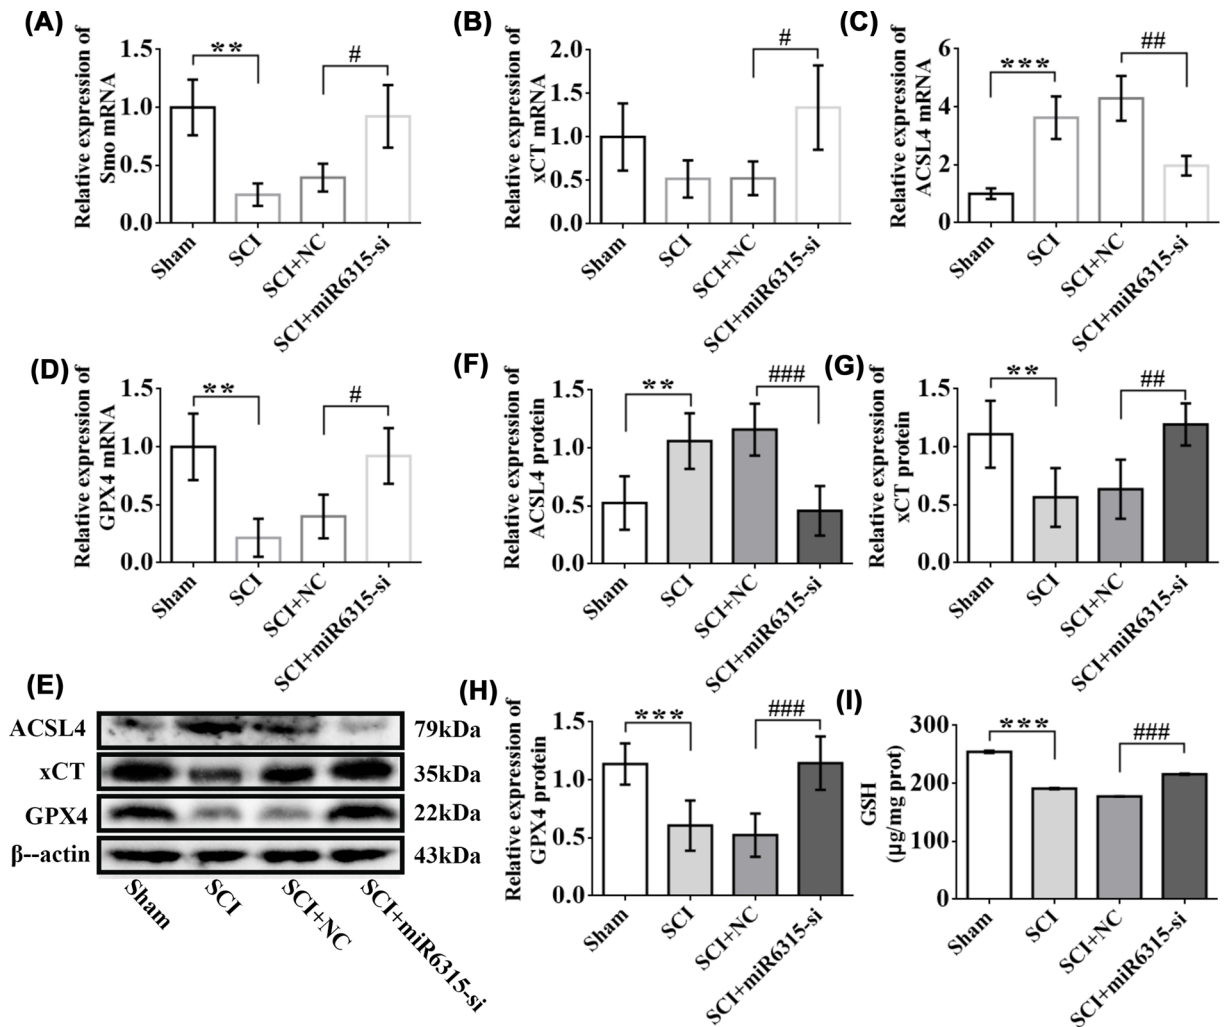 (A)
Relative expression of
Smo mRNA
1.5
1.0
0.5
0.0
**
#
Sham
SCI
SCI+NC
SCI+miR6315-si
(B)
Relative expression of
xCT mRNA
2.0
1.5
1.0
0.5
0.0
#
Sham
SCI
SCI+NC
SCI+miR6315-si
(C)
Relative expression of
ACSL4 mRNA
6
4
2
0
***
##
Sham
SCI
SCI+NC
SCI+miR6315-si
(D)
Relative expression of
GPX4 mRNA
1.5
1.0
0.5
0.0
**
#
Sham
SCI
SCI+NC
SCI+miR6315-si
(F)
Relative expression of
ACSL4 protein
1.5
1.0
0.5
0.0
**
###
Sham
SCI
SCI+NC
SCI+miR6315-si
(G)
Relative expression of
xCT protein
1.5
1.0
0.5
0.0
**
##
Sham
SCI
SCI+NC
SCI+miR6315-si
(E)
ACSL4 79kDa
xCT 35kDa
GPX4 22kDa
β--actin 43kDa
Sham
SCI
SCI+NC
SCI+miR6315-si
(H)
Relative expression of
GPX4 protein
1.5
1.0
0.5
0.0
***
###
Sham
SCI
SCI+NC
SCI+miR6315-si
(I)
GSH
(μg/mg prot)
300
200
100
0
***
###
Sham
SCI
SCI+NC
SCI+miR6315-si